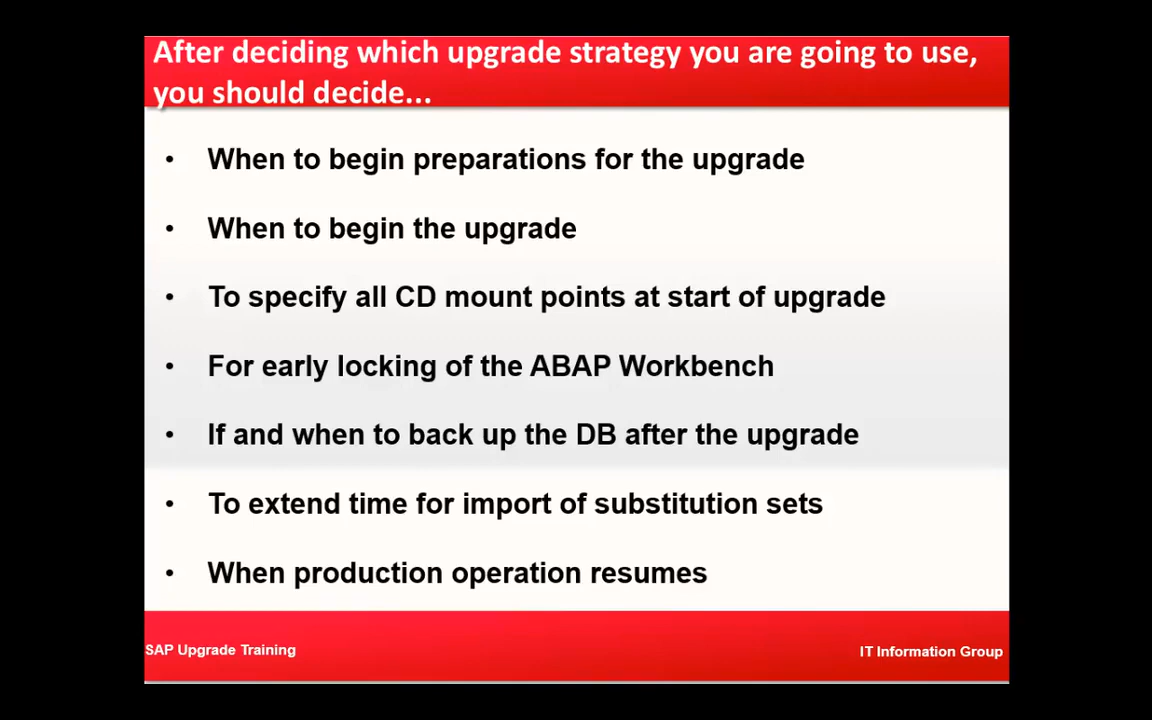 After deciding which upgrade strategy you are going to use,
you should decide...
• When to begin preparations for the upgrade
• When to begin the upgrade
• To specify all CD mount points at start of upgrade
• For early locking of the ABAP Workbench
• If and when to back up the DB after the upgrade
• To extend time for import of substitution sets
• When production operation resumes
SAP Upgrade Training
IT Information Group